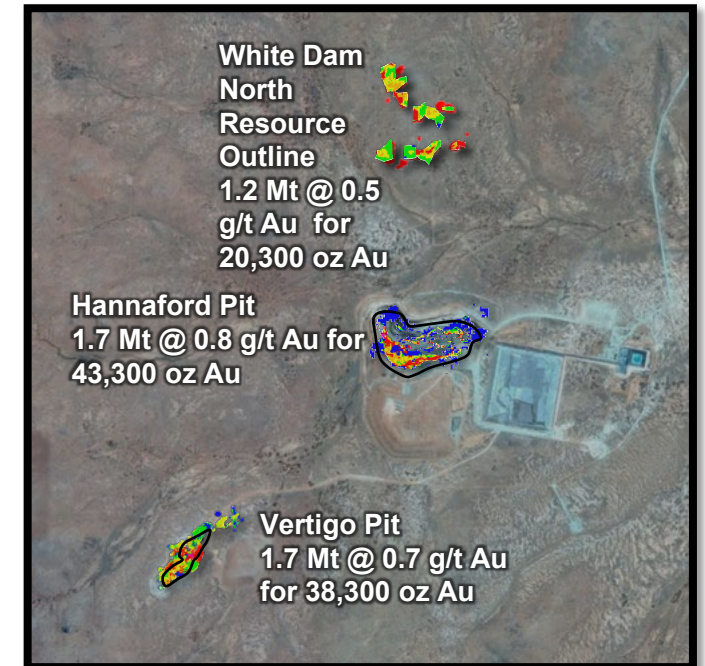 White Dam
North
Resource
Outline
1.2 Mt @ 0.5
g/t Au for
20,300 oz Au
Hannaford Pit
1.7 Mt @ 0.8 g/t Au for
43,300 oz Au
Vertigo Pit
1.7 Mt @ 0.7 g/t Au
for 38,300 oz Au